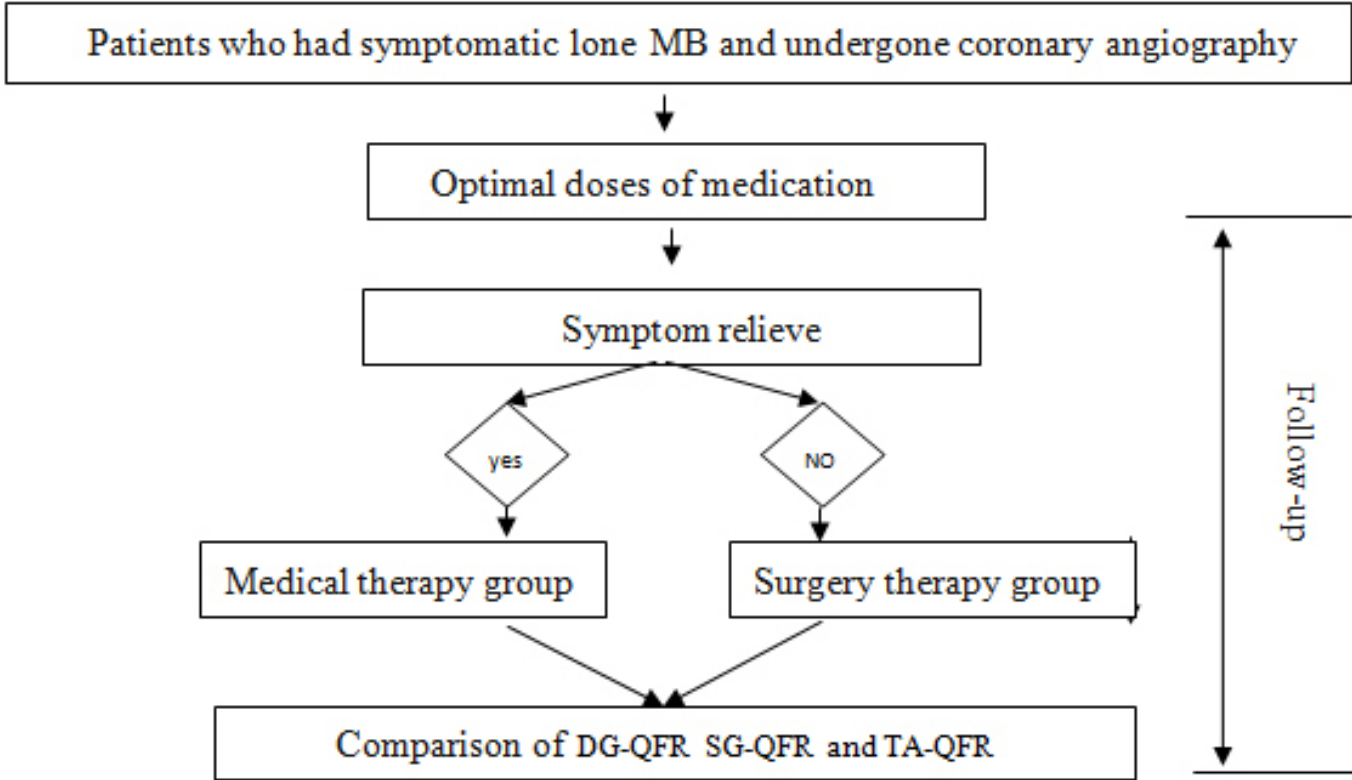 Patients who had symptomatic lone MB and undergone coronary angiography
Optimal doses of medication
Symptom relieve
yes
NO
Follow-up
Medical therapy group
Surgery therapy group
Comparison of DG-QFR SG-QFR and TA-QFR